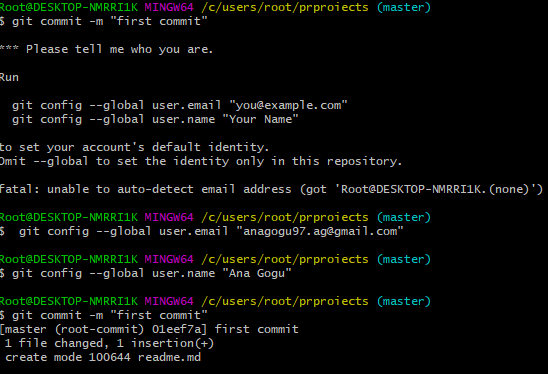 Root@DESKTOP-NMRRI1K MINGW64 /c/users/root/prproiects (master)
$ git commit -m "first commit"
*** Please tell me who you are.
Run
git config --global user.email "you@example.com"
git config --global user.name "Your Name"
to set your account's default identity.
Omit --global to set the identity only in this repository.
fatal: unable to auto-detect email address (got 'Root@DESKTOP-NMRRI1K.(none)')
Root@DESKTOP-NMRRI1K MINGW64 /c/users/root/prproiects (master)
$  git config --global user.email "anagogu97.ag@gmail.com"
Root@DESKTOP-NMRRI1K MINGW64 /c/users/root/prproiects (master)
$ git config --global user.name "Ana Gogu"
Root@DESKTOP-NMRRI1K MINGW64 /c/users/root/prproiects (master)
$ git commit -m "first commit"
[master (root-commit) 01eef7a] first commit
1 file changed, 1 insertion(+)
create mode 100644 readme.md